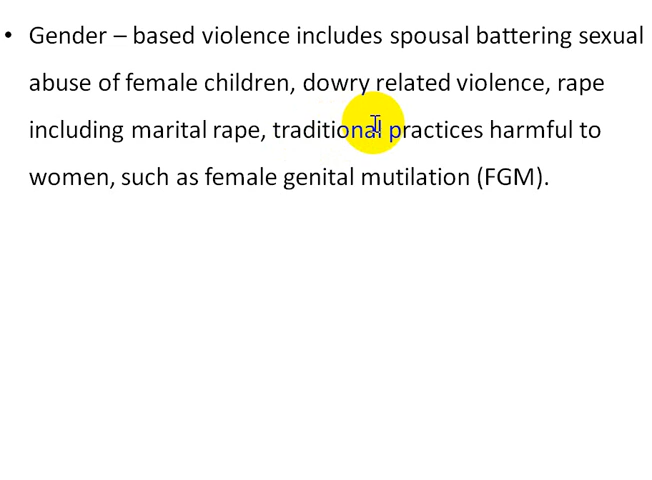 • Gender – based violence includes spousal battering sexual
abuse of female children, dowry related violence, rape
including marital rape, traditional practices harmful to
women, such as female genital mutilation (FGM).